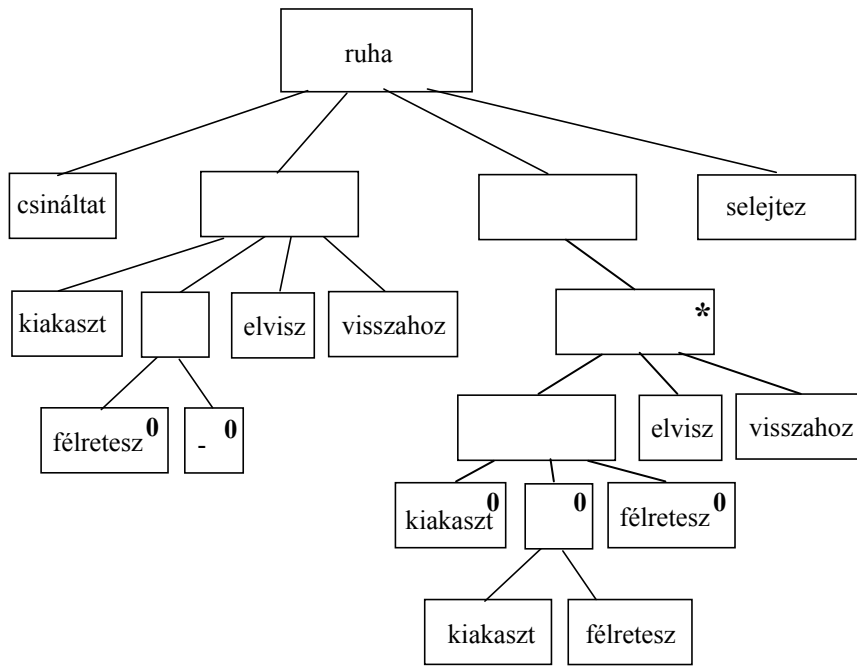 ruha
csináltat
selejtez
kiakaszt
elvisz
visszahoz
*
félretesz 0
- 0
elvisz
visszahoz
kiakaszt 0
0
félretesz 0
kiakaszt
félretesz